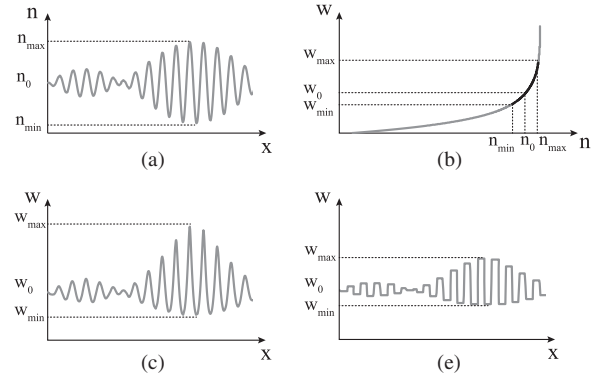 n
n_max
n_0
n_min
x
(a)
w
w_max
w_0
w_min
n_min n_0 n_max n
(b)
w
w_max
w_0
w_min
x
(c)
w
w_max
w_0
w_min
x
(e)